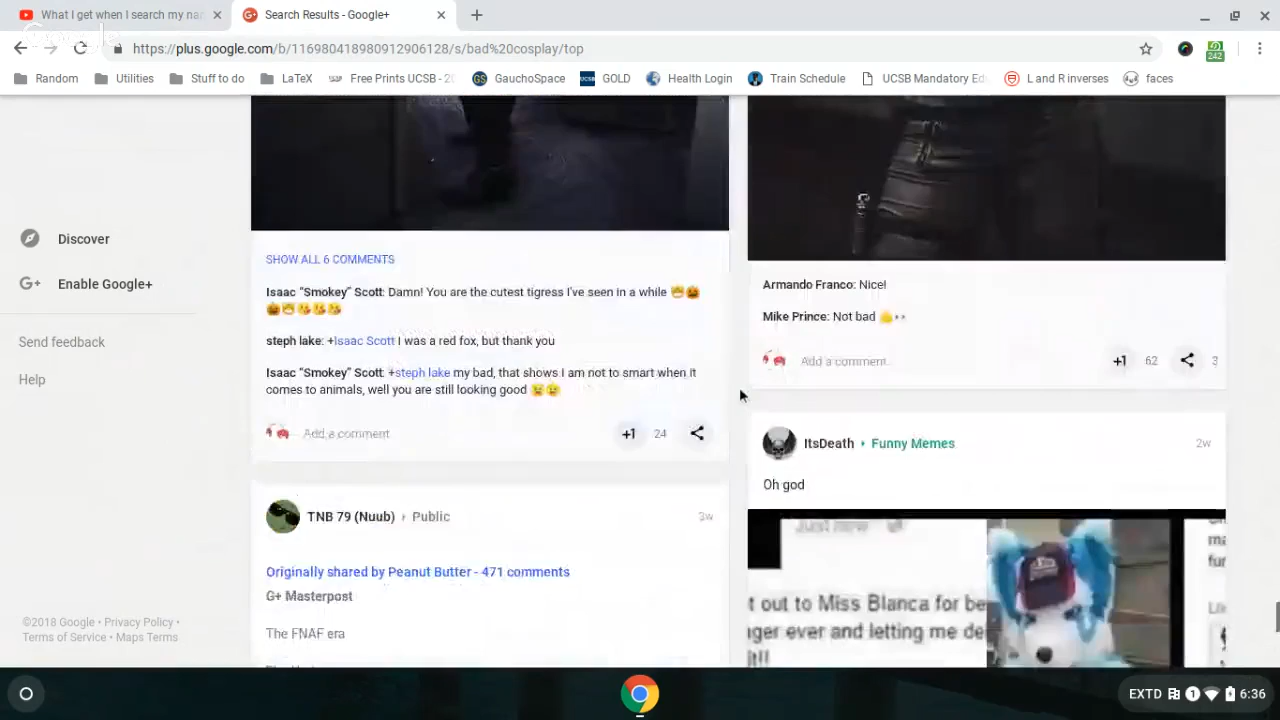 What I get when I search my na
Search Results - Google+
https://plus.google.com/b/116980418980912906128/s/bad%20cosplay/top
242
Random
Utilities
Stuff to do
LaTeX
Free Prints UCSB - 20
GauchoSpace
GOLD
Health Login
Train Schedule
UCSB Mandatory Ed
L and R inverses
faces
Discover
Enable Google+
Send feedback
Help
©2018 Google • Privacy Policy •
Terms of Service • Maps Terms
SHOW ALL 6 COMMENTS
Isaac “Smokey” Scott: Damn! You are the cutest tigress I've seen in a while 😁🎃
🎃😁😘😘😘
steph lake: +Isaac Scott I was a red fox, but thank you
Isaac “Smokey” Scott: +steph lake my bad, that shows I am not to smart when it
comes to animals, well you are still looking good 😉😉
Add a comment
+1 24
TNB 79 (Nuub) › Public 3w
Originally shared by Peanut Butter - 471 comments
G+ Masterpost
The FNAF era
Armando Franco: Nice!
Mike Prince: Not bad
Add a comment..
+1 62 3
ItsDeath Funny Memes 2w
Oh god
Just now
t out to Miss Blanca for be
ger ever and letting me de
it!!
EXTD 1 6:36